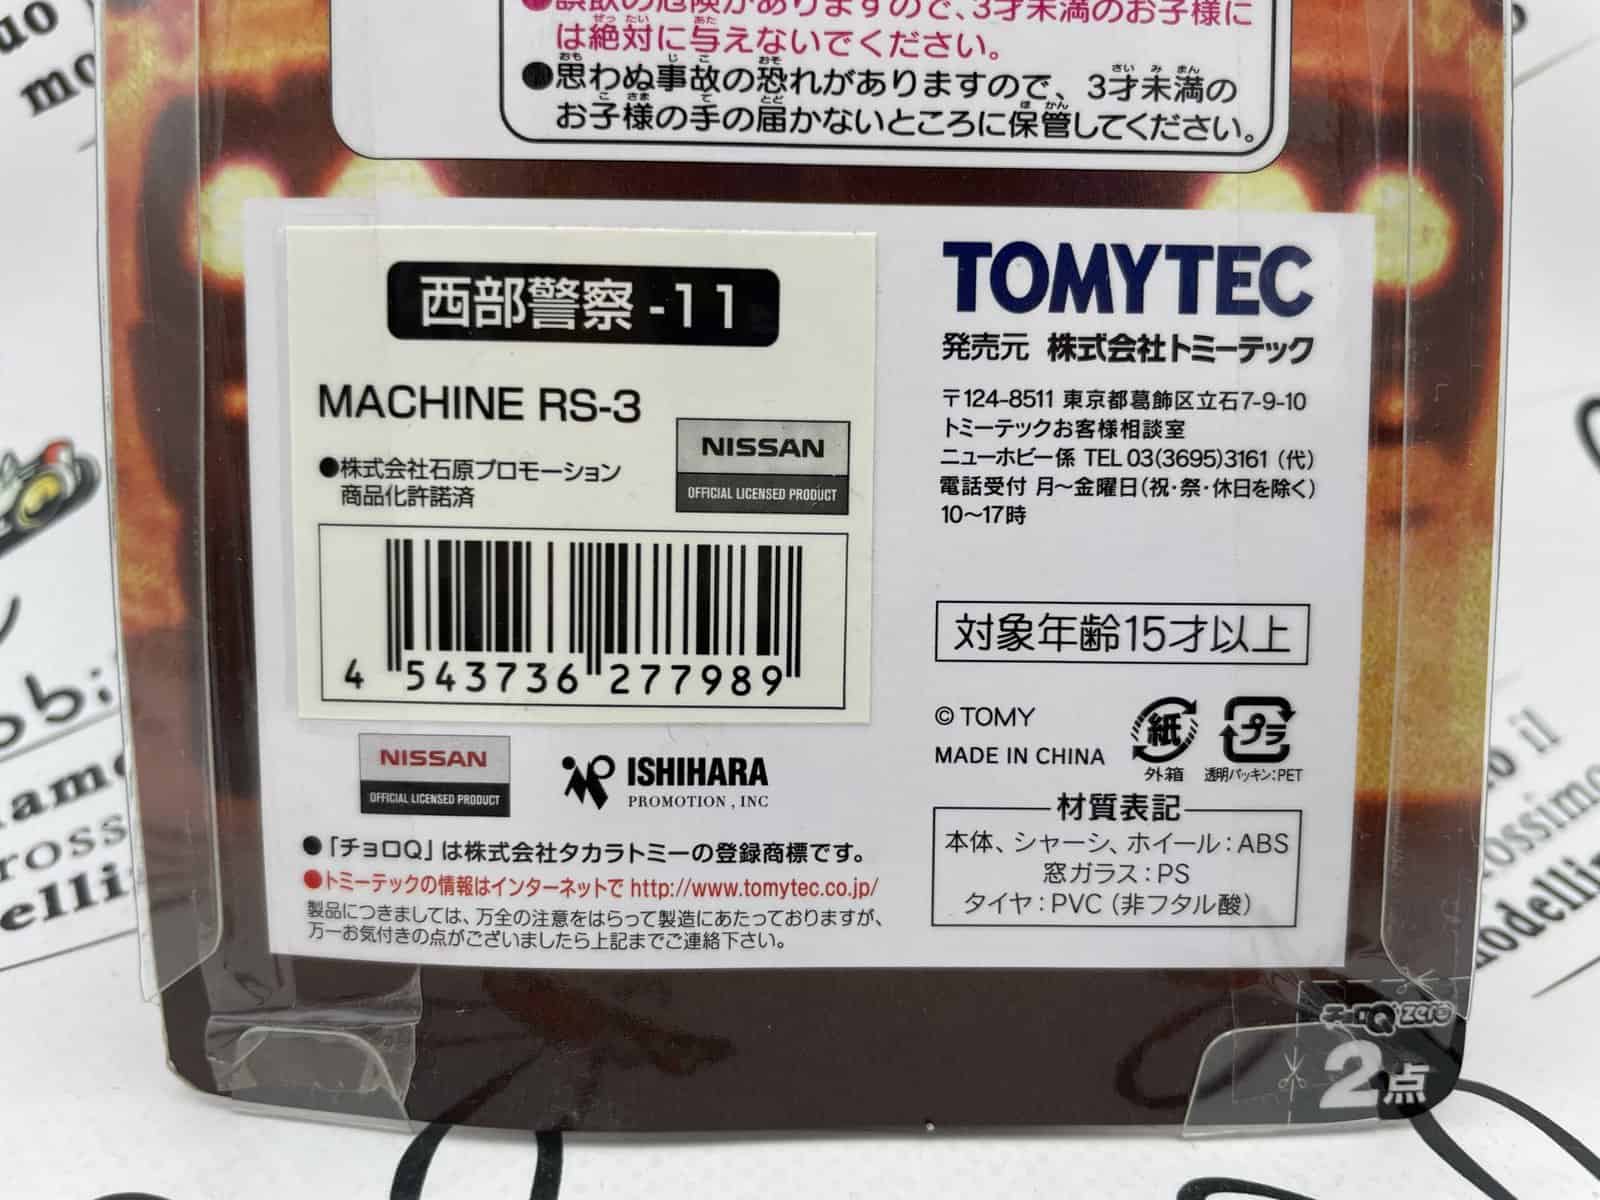 ●誤飲の危険がありますので、3才未満のお子様に
は絶対に与えないでください。
●思わぬ事故の恐れがありますので、3才未満の
お子様の手の届かないところに保管してください。
西部警察 -11
MACHINE RS-3
●株式会社石原プロモーション
商品化許諾済
NISSAN
OFFICIAL LICENSED PRODUCT
4 543736 277989
NISSAN
OFFICIAL LICENSED PRODUCT
ISHIHARA
PROMOTION , INC
●「チョロQ」は株式会社タカラトミーの登録商標です。
●トミーテックの情報はインターネットで http://www.tomytec.co.jp/
製品につきましては、万全の注意をはらって製造にあたっておりますが、
万一お気付きの点がございましたら上記までご連絡下さい。
TOMYTEC
発売元 株式会社トミーテック
〒124-8511 東京都葛飾区立石7-9-10
トミーテックお客様相談室
ニューホビー係 TEL 03(3695)3161 (代)
電話受付 月〜金曜日(祝・祭・休日を除く)
10〜17時
対象年齢15才以上
© TOMY
MADE IN CHINA
紙
外箱
プラ
透明パッキン:PET
材質表記
本体、シャーシ、ホイール:ABS
窓ガラス:PS
タイヤ:PVC (非フタル酸)
チョロQ zero
2点